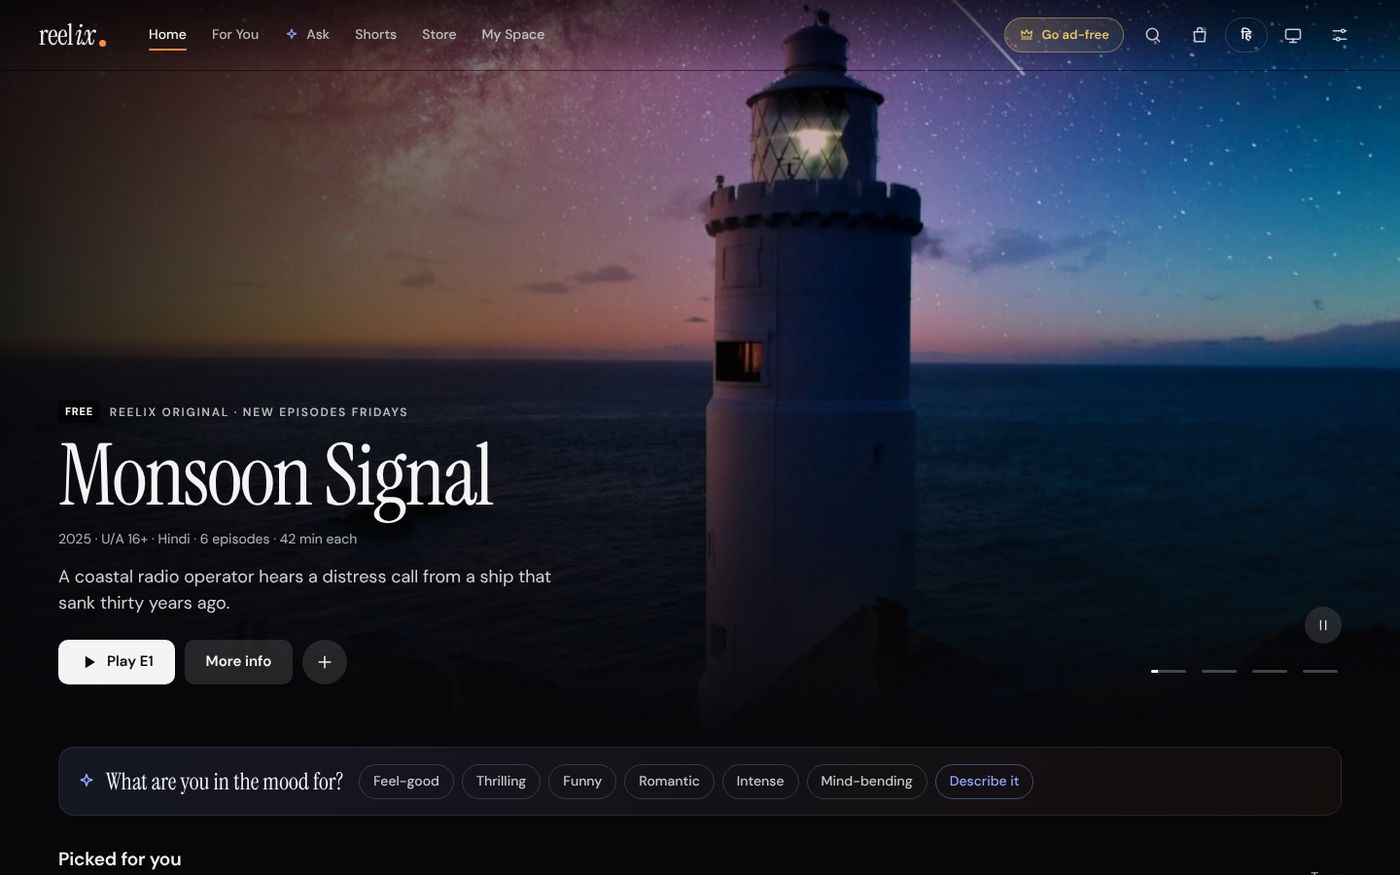 reelix.
Home
For You
Ask
Shorts
Store
My Space
Go ad-free
हि
FREE
REELIX ORIGINAL · NEW EPISODES FRIDAYS
Monsoon Signal
2025 · U/A 16+ · Hindi · 6 episodes · 42 min each
A coastal radio operator hears a distress call from a ship that
sank thirty years ago.
Play E1
More info
What are you in the mood for?
Feel-good
Thrilling
Funny
Romantic
Intense
Mind-bending
Describe it
Picked for you